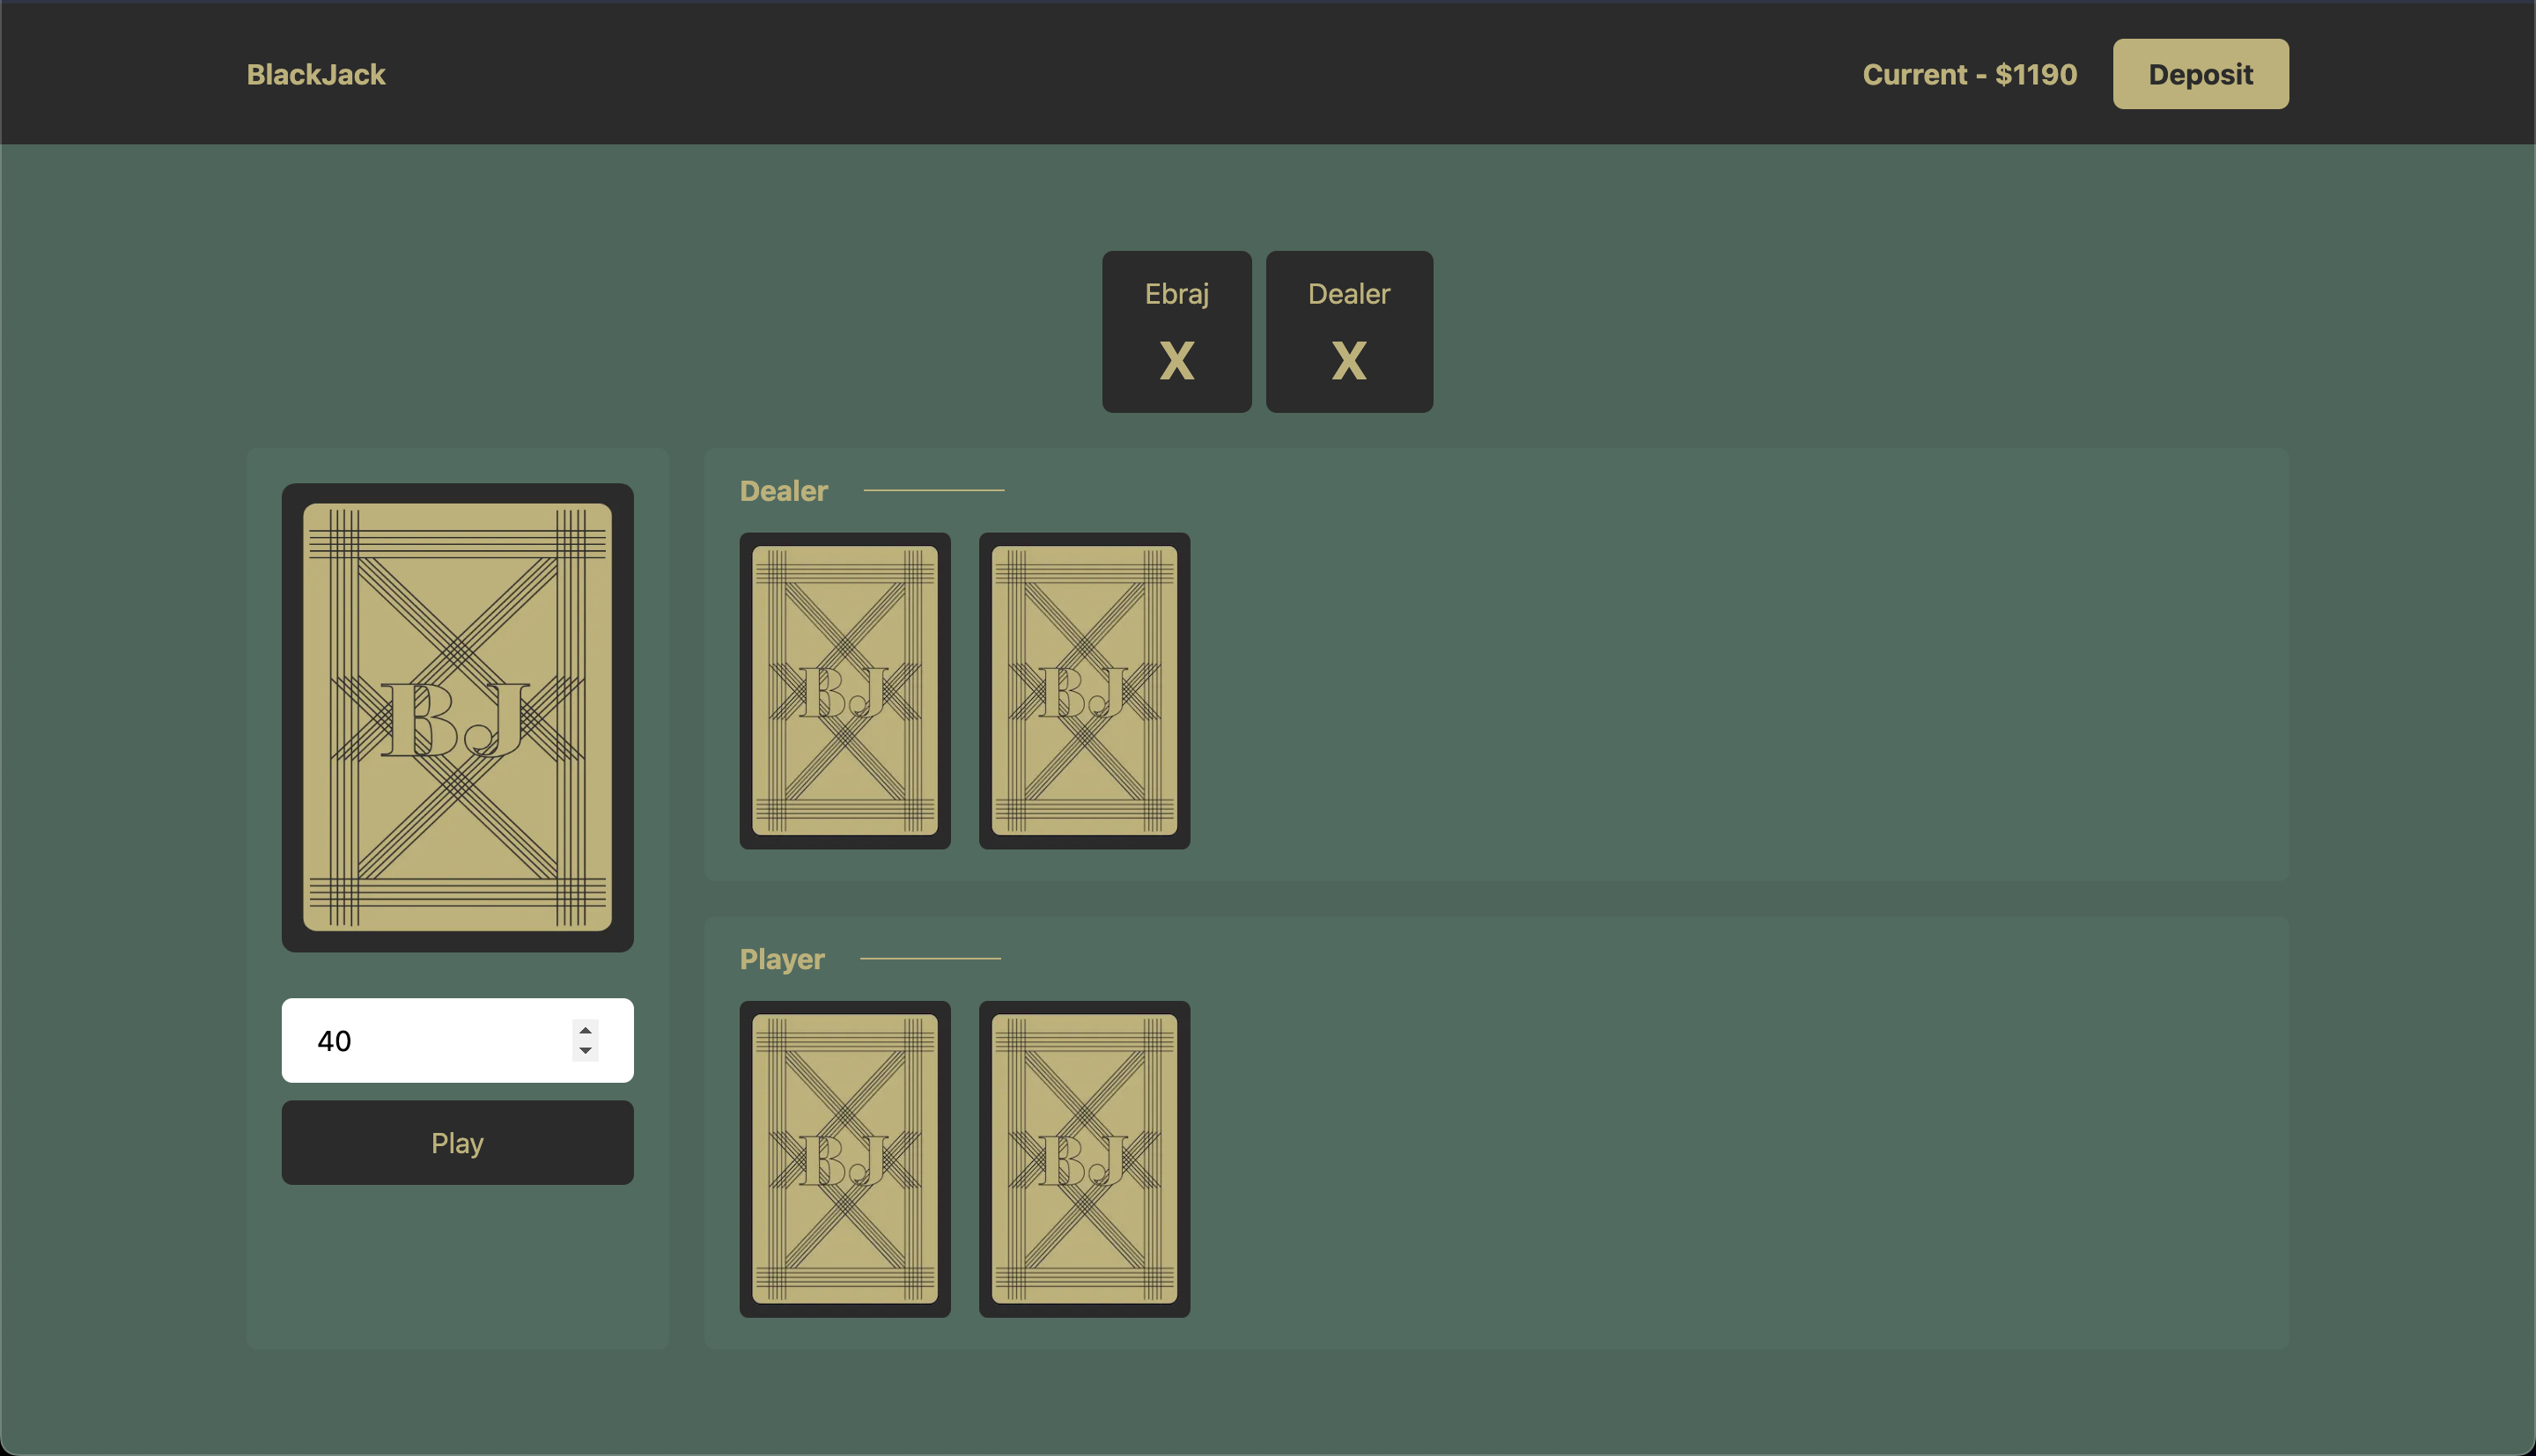 BlackJack
Current - $1190
Deposit
Ebraj
X
Dealer
X
BJ
Dealer
BJ
BJ
40
Play
Player
BJ
BJ